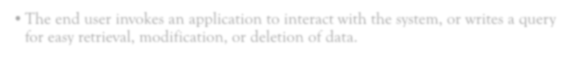 • The end user invokes an application to interact with the system, or writes a query
for easy retrieval, modification, or deletion of data.